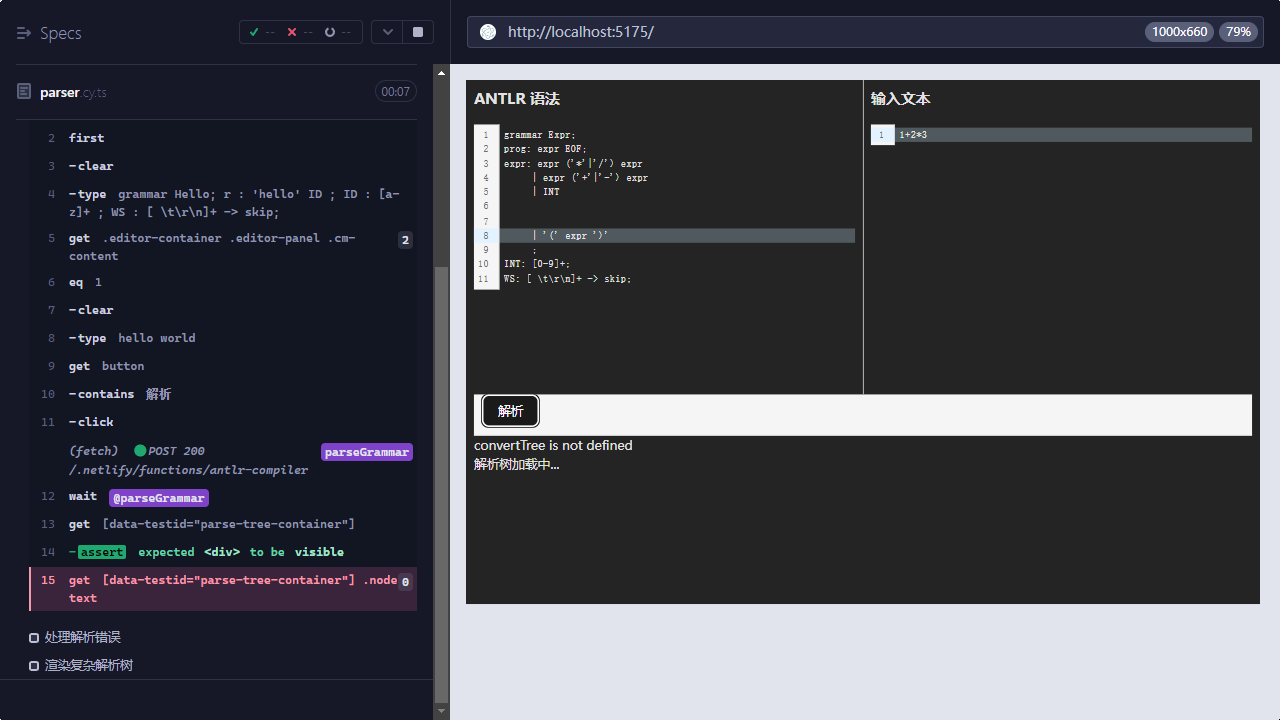 Specs
✓ -- ✗ -- --
http://localhost:5175/
1000x660
79%
parser.cy.ts
00:07
2 first
3 -clear
4 -type grammar Hello; r : 'hello' ID ; ID : [a-
z]+ ; WS : [ \t\r\n]+ -> skip;
5 get .editor-container .editor-panel .cm-
content 2
6 eq 1
7 -clear
8 -type hello world
9 get button
10 -contains 解析
11 -click
(fetch) POST 200
/.netlify/functions/antlr-compiler parseGrammar
12 wait @parseGrammar
13 get [data-testid="parse-tree-container"]
14 -assert expected <div> to be visible
15 get [data-testid="parse-tree-container"] .node
text 0
处理解析错误
渲染复杂解析树
ANTLR 语法
1 grammar Expr;
2 prog: expr EOF;
3 expr: expr ('*'|'/') expr
4 | expr ('+'|'-') expr
5 | INT
6
7
8 | '(' expr ')'
9 ;
10 INT: [0-9]+;
11 WS: [ \t\r\n]+ -> skip;
输入文本
1 1+2*3
解析
convertTree is not defined
解析树加载中...